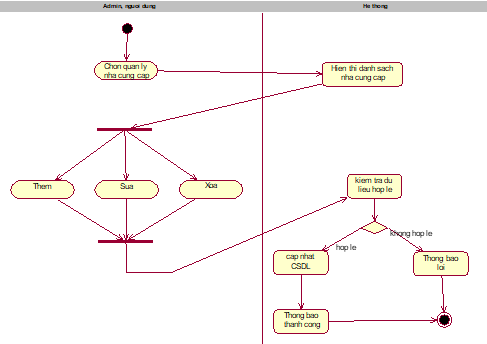 Admin, nguoi dung
He thong
Chon quan ly
nha cung cap
Hien thi danh sach
nha cung cap
Them
Sua
Xoa
kiem tra du
lieu hop le
khong hop le
hop le
cap nhat
CSDL
Thong bao
loi
Thong bao
thanh cong